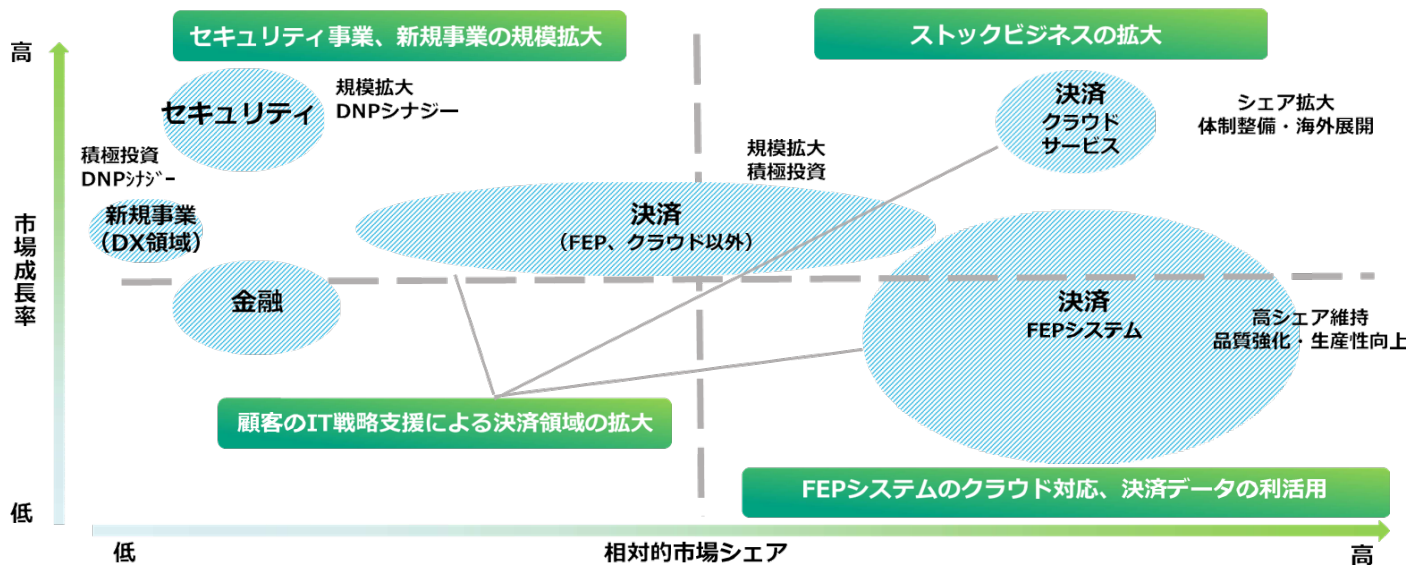 セキュリティ事業、新規事業の規模拡大
ストックビジネスの拡大
高
セキュリティ
規模拡大
DNPシナジー
決済
クラウド
サービス
シェア拡大
体制整備・海外展開
積極投資
DNPｼﾅｼﾞｰ
規模拡大
積極投資
新規事業
（DX領域）
決済
（FEP、クラウド以外）
市場成長率
金融
決済
FEPシステム
高シェア維持
品質強化・生産性向上
顧客のIT戦略支援による決済領域の拡大
FEPシステムのクラウド対応、決済データの利活用
低
低
相対的市場シェア
高